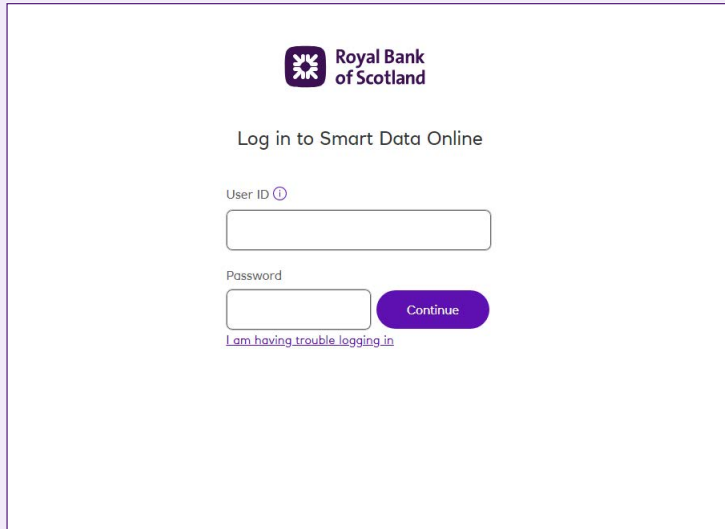 Royal Bank
of Scotland
Log in to Smart Data Online
User ID
Password
Continue
I am having trouble logging in